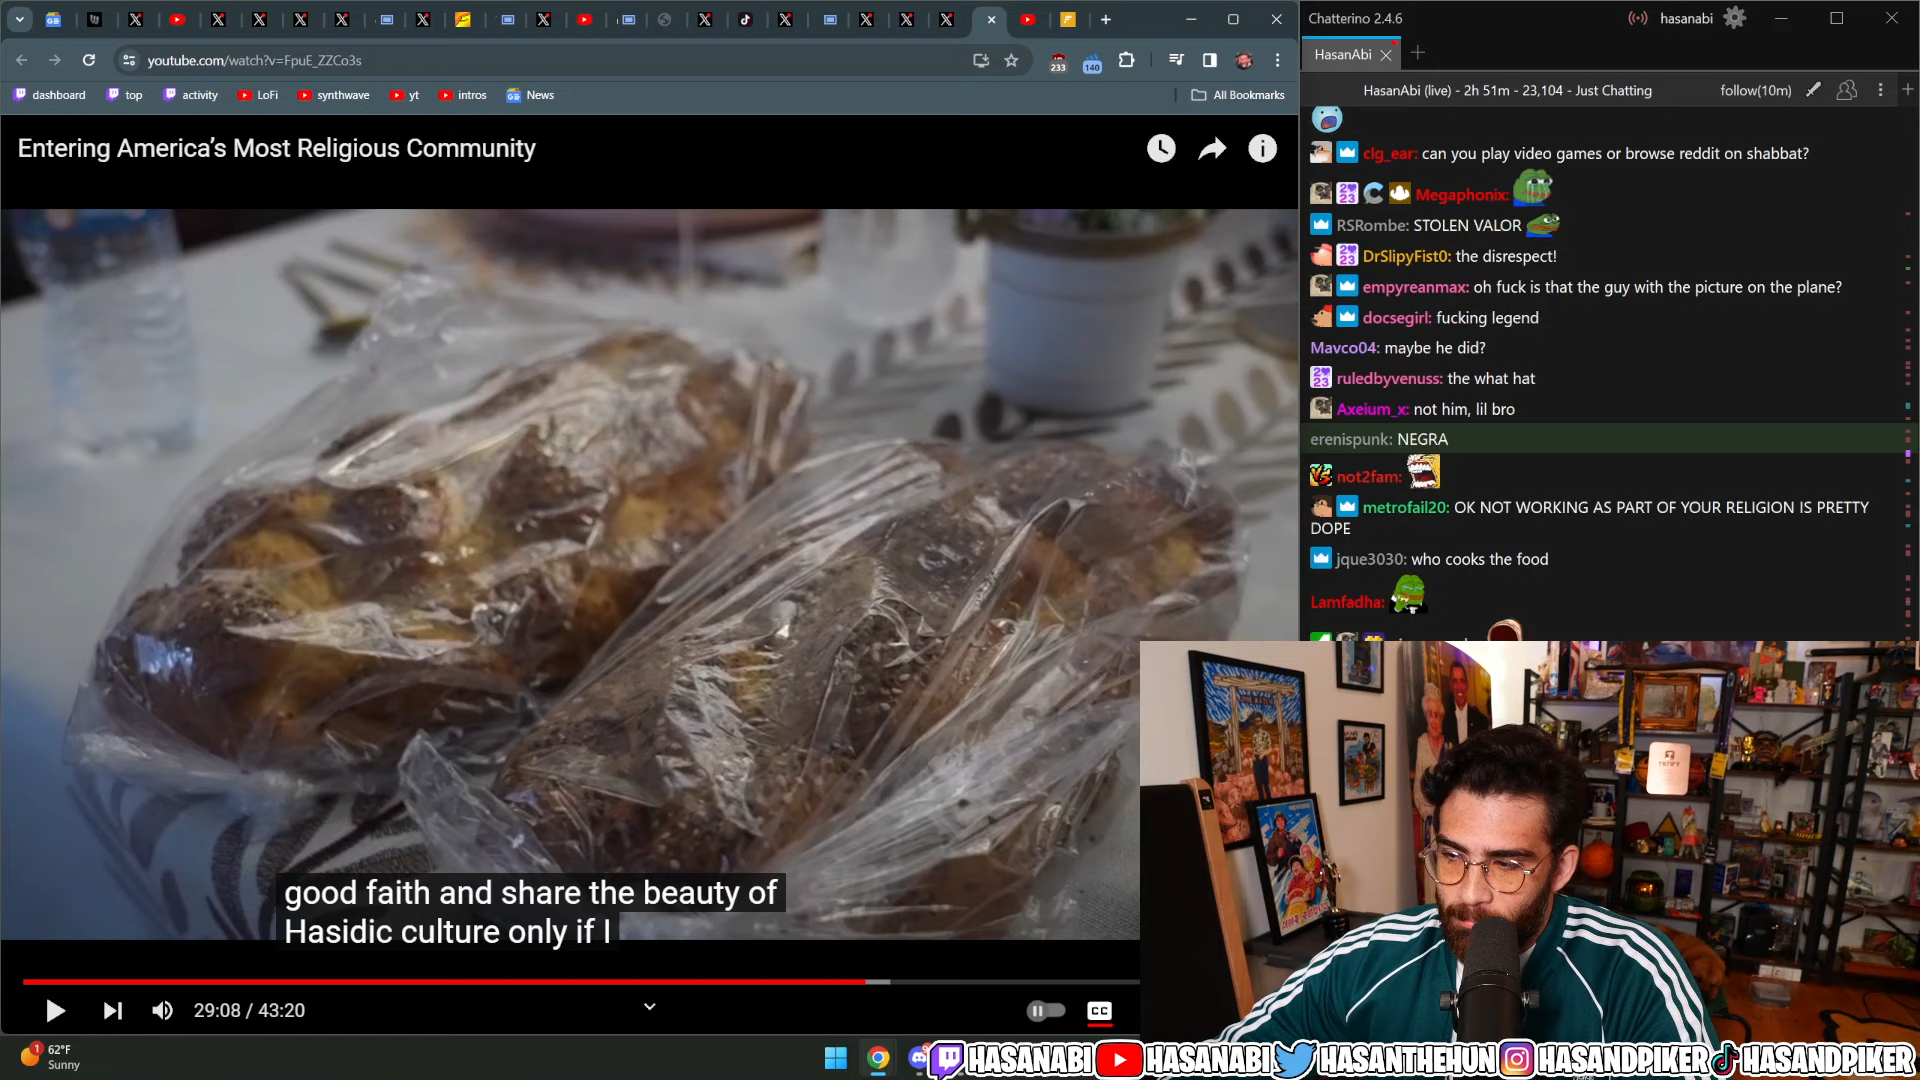 youtube.com/watch?v=FpuE_ZZCo3s
233
140
dashboard
top
activity
LoFi
synthwave
yt
intros
News
All Bookmarks
Entering America's Most Religious Community
good faith and share the beauty of
Hasidic culture only if I
29:08 / 43:20
CC
1
62°F
Sunny
Chatterino 2.4.6
hasanabi
HasanAbi
HasanAbi (live) - 2h 51m - 23,104 - Just Chatting
follow(10m)
clg_ear: can you play video games or browse reddit on shabbat?
Megaphonix:
RSRombe: STOLEN VALOR
DrSlipyFist0: the disrespect!
empyreanmax: oh fuck is that the guy with the picture on the plane?
docsegirl: fucking legend
Mavco04: maybe he did?
ruledbyvenuss: the what hat
Axeium_x: not him, lil bro
erenispunk: NEGRA
not2fam:
metrofail20: OK NOT WORKING AS PART OF YOUR RELIGION IS PRETTY
DOPE
jque3030: who cooks the food
Lamfadha:
HASANABI HASANABI HASANTHEHUN HASANDPIKER HASANDPIKER